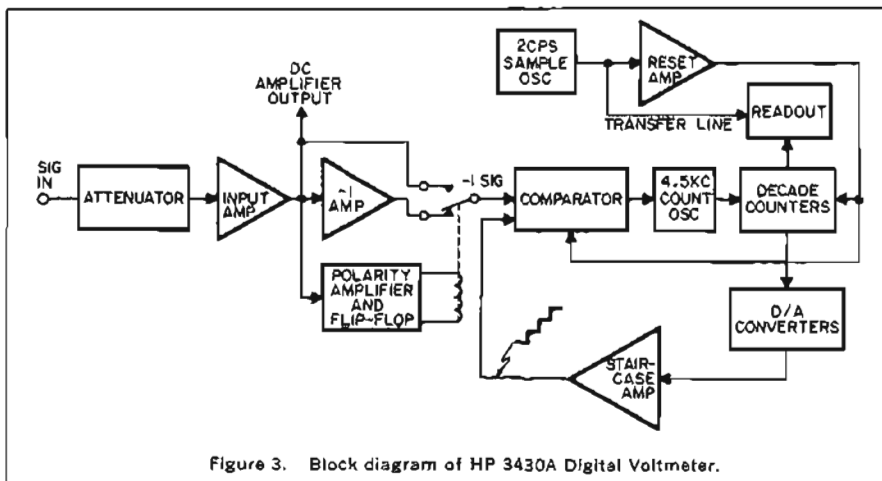 2CPS
SAMPLE
OSC
RESET
AMP
DC
AMPLIFIER
OUTPUT
READOUT
TRANSFER LINE
SIG
IN
ATTENUATOR
INPUT
AMP
-1
AMP
-1 SIG
COMPARATOR
4.5KC
COUNT
OSC
DECADE
COUNTERS
POLARITY
AMPLIFIER
AND
FLIP-FLOP
D/A
CONVERTERS
STAIR-
CASE
AMP
Figure 3. Block diagram of HP 3430A Digital Voltmeter.